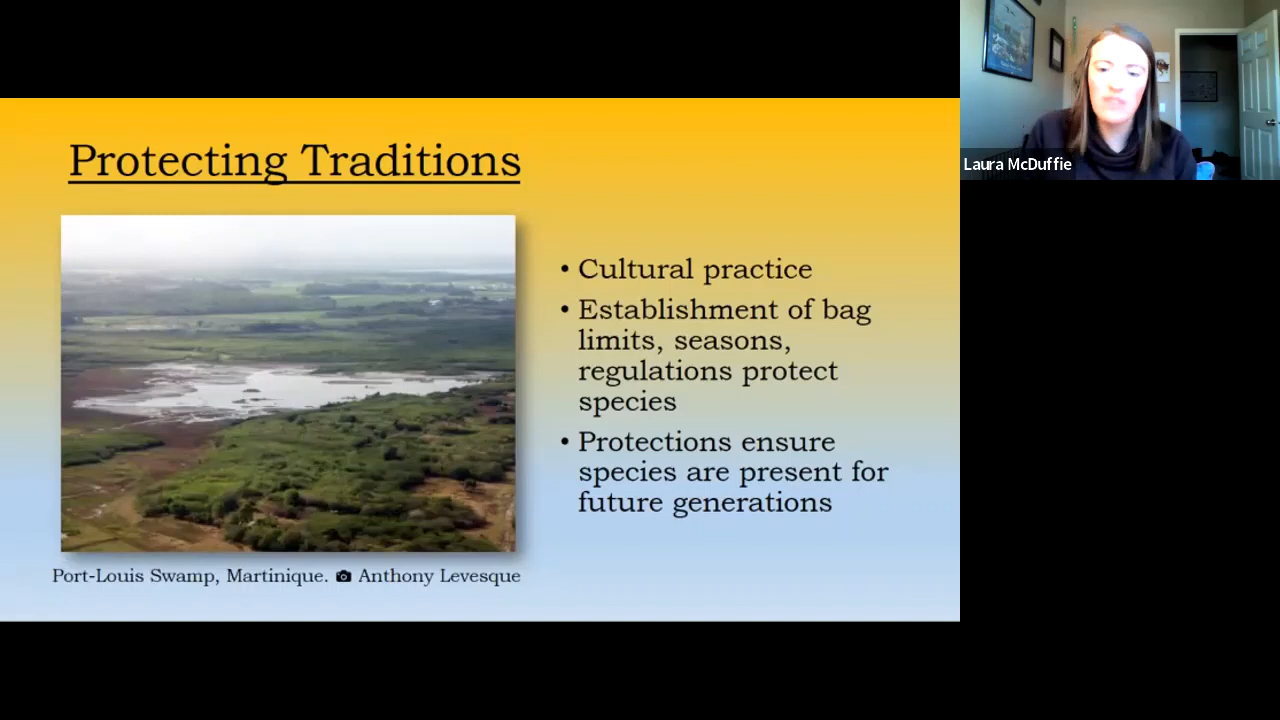 Protecting Traditions
• Cultural practice
• Establishment of bag
limits, seasons,
regulations protect
species
• Protections ensure
species are present for
future generations
Port-Louis Swamp, Martinique. 📷 Anthony Levesque
Laura McDuffie